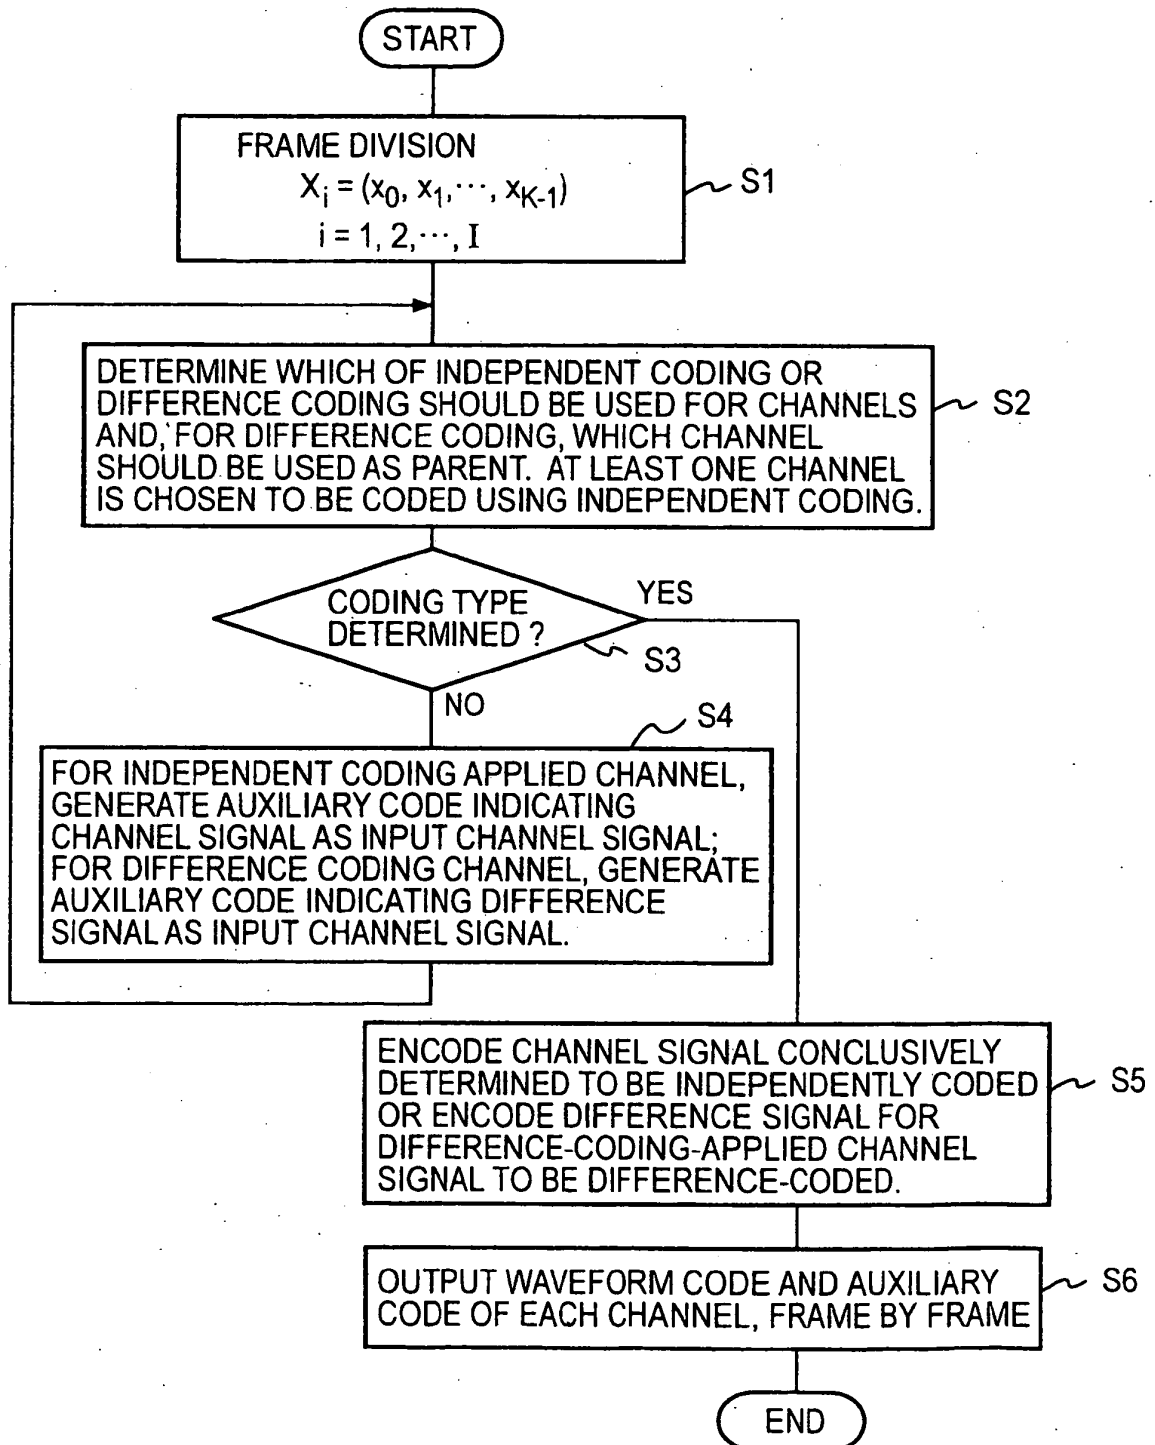 START
FRAME DIVISION
Xi = (x0, x1,···, xK-1)
i = 1, 2,···, I
S1
DETERMINE WHICH OF INDEPENDENT CODING OR
DIFFERENCE CODING SHOULD BE USED FOR CHANNELS
AND, FOR DIFFERENCE CODING, WHICH CHANNEL
SHOULD BE USED AS PARENT. AT LEAST ONE CHANNEL
IS CHOSEN TO BE CODED USING INDEPENDENT CODING.
S2
CODING TYPE
DETERMINED ?
YES
S3
NO
S4
FOR INDEPENDENT CODING APPLIED CHANNEL,
GENERATE AUXILIARY CODE INDICATING
CHANNEL SIGNAL AS INPUT CHANNEL SIGNAL;
FOR DIFFERENCE CODING CHANNEL, GENERATE
AUXILIARY CODE INDICATING DIFFERENCE
SIGNAL AS INPUT CHANNEL SIGNAL.
ENCODE CHANNEL SIGNAL CONCLUSIVELY
DETERMINED TO BE INDEPENDENTLY CODED
OR ENCODE DIFFERENCE SIGNAL FOR
DIFFERENCE-CODING-APPLIED CHANNEL
SIGNAL TO BE DIFFERENCE-CODED.
S5
OUTPUT WAVEFORM CODE AND AUXILIARY
CODE OF EACH CHANNEL, FRAME BY FRAME
S6
END